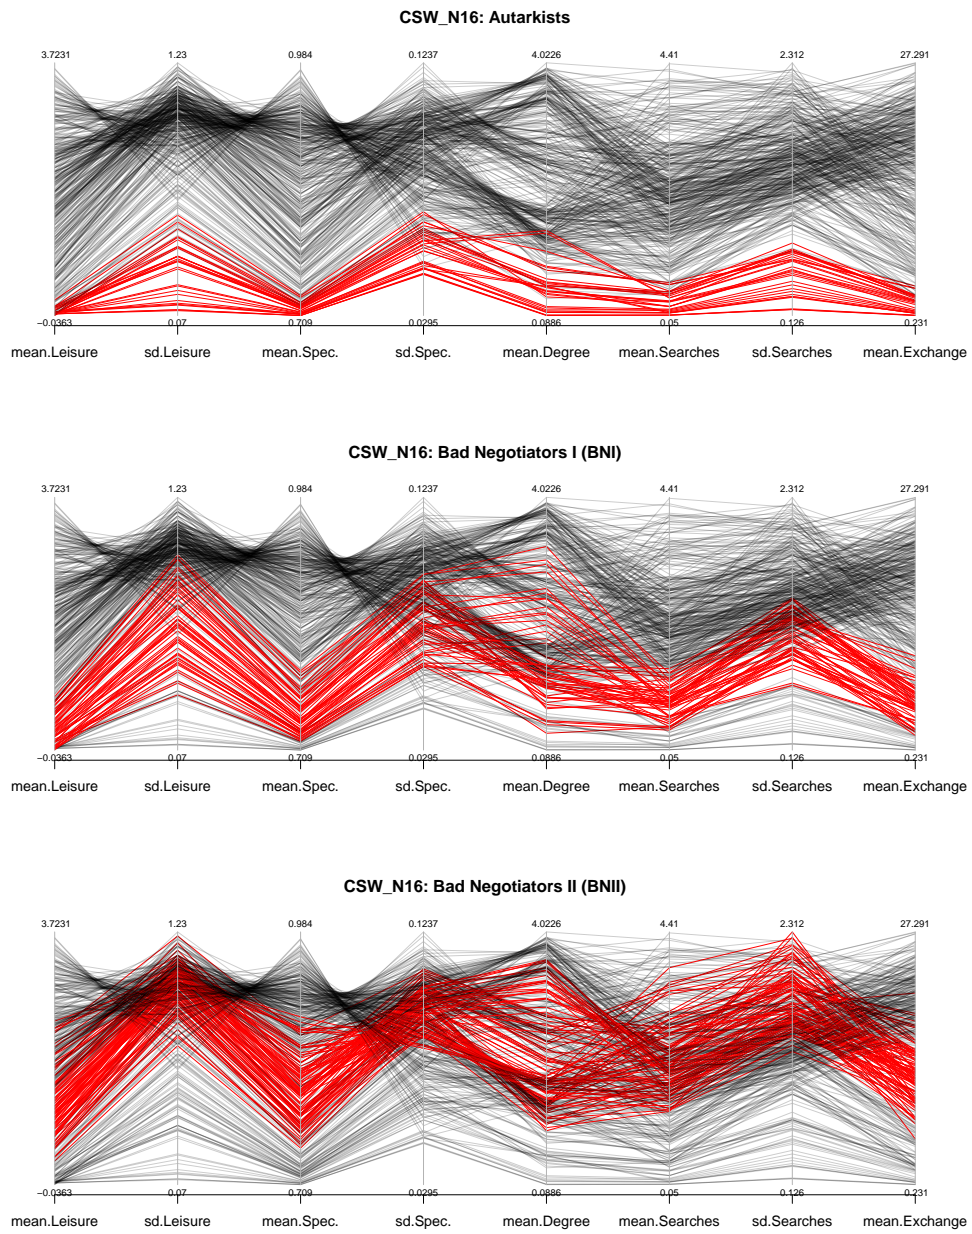 CSW_N16: Autarkists
3.7231 1.23 0.984 0.1237 4.0226 4.41 2.312 27.291
−0.0363 0.07 0.709 0.0295 0.0886 0.05 0.126 0.231
mean.Leisure sd.Leisure mean.Spec. sd.Spec. mean.Degree mean.Searches sd.Searches mean.Exchange
CSW_N16: Bad Negotiators I (BNI)
3.7231 1.23 0.984 0.1237 4.0226 4.41 2.312 27.291
−0.0363 0.07 0.709 0.0295 0.0886 0.05 0.126 0.231
mean.Leisure sd.Leisure mean.Spec. sd.Spec. mean.Degree mean.Searches sd.Searches mean.Exchange
CSW_N16: Bad Negotiators II (BNII)
3.7231 1.23 0.984 0.1237 4.0226 4.41 2.312 27.291
−0.0363 0.07 0.709 0.0295 0.0886 0.05 0.126 0.231
mean.Leisure sd.Leisure mean.Spec. sd.Spec. mean.Degree mean.Searches sd.Searches mean.Exchange